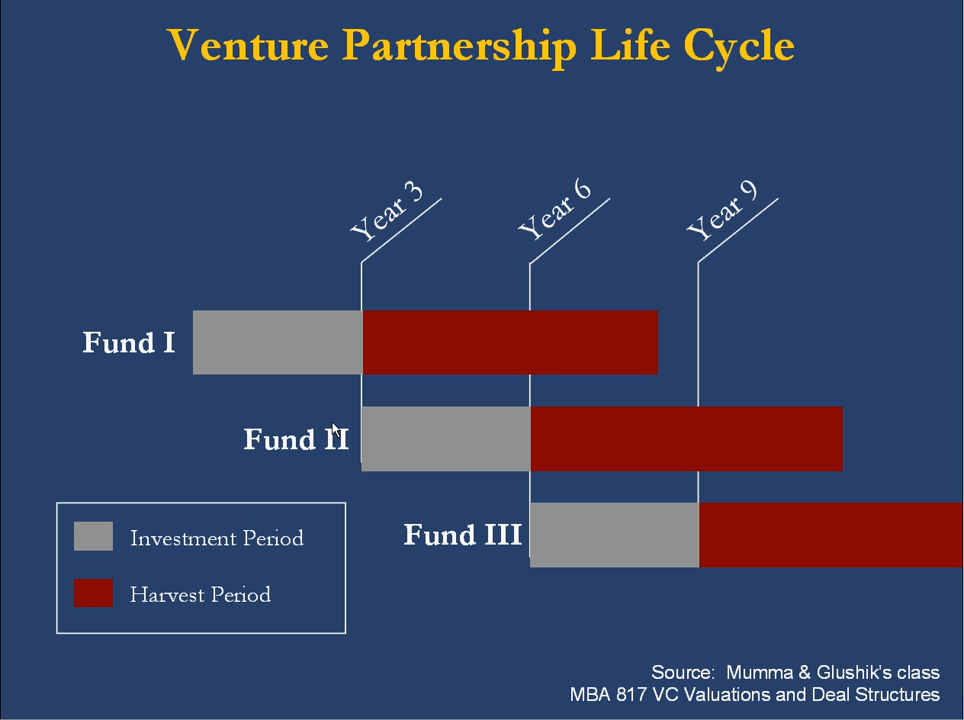 Venture Partnership Life Cycle
Year 3
Year 6
Year 9
Fund I
Fund II
Fund III
Investment Period
Harvest Period
Source:  Mumma & Glushik's class
MBA 817 VC Valuations and Deal Structures